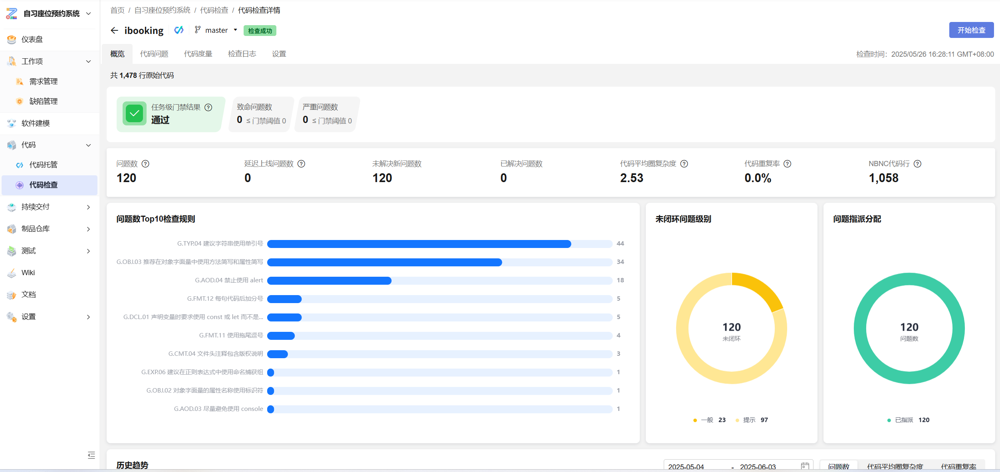 自习座位预约系统
仪表盘
工作项
需求管理
缺陷管理
软件建模
代码
代码托管
代码检查
持续交付
制品仓库
测试
Wiki
文档
设置
首页 / 自习座位预约系统 / 代码检查 / 代码检查详情
ibooking master 检查成功
开始检查
概览 代码问题 代码度量 检查日志 设置
检查时间：2025/05/26 16:28:11 GMT+08:00
共 1,478 行原始代码
任务级门禁结果
通过
致命问题数
0 ≤ 门禁阈值 0
严重问题数
0 ≤ 门禁阈值 0
问题数
120
延迟上线问题数
0
未解决新问题数
120
已解决问题数
0
代码平均圈复杂度
2.53
代码重复率
0.0%
NBNC代码行
1,058
问题数Top10检查规则
G.TYP.04 建议字符串使用单引号 44
G.OBJ.03 推荐在对象字面量中使用方法简写和属性简写 34
G.AOD.04 禁止使用 alert 18
G.FMT.12 每句代码后加分号 5
G.DCL.01 声明变量时要求使用 const 或 let 而不是... 5
G.FMT.11 使用拖尾逗号 4
G.CMT.04 文件头注释包含版权说明 3
G.EXP.06 建议在正则表达式中使用命名捕获组 1
G.OBJ.02 对象字面量的属性名称使用标识符 1
G.AOD.03 尽量避免使用 console 1
未闭环问题级别
120
未闭环
一般 23 提示 97
问题指派分配
120
问题数
已指派 120
历史趋势
2025-05-04 - 2025-06-03
问题数 代码平均圈复杂度 代码重复率